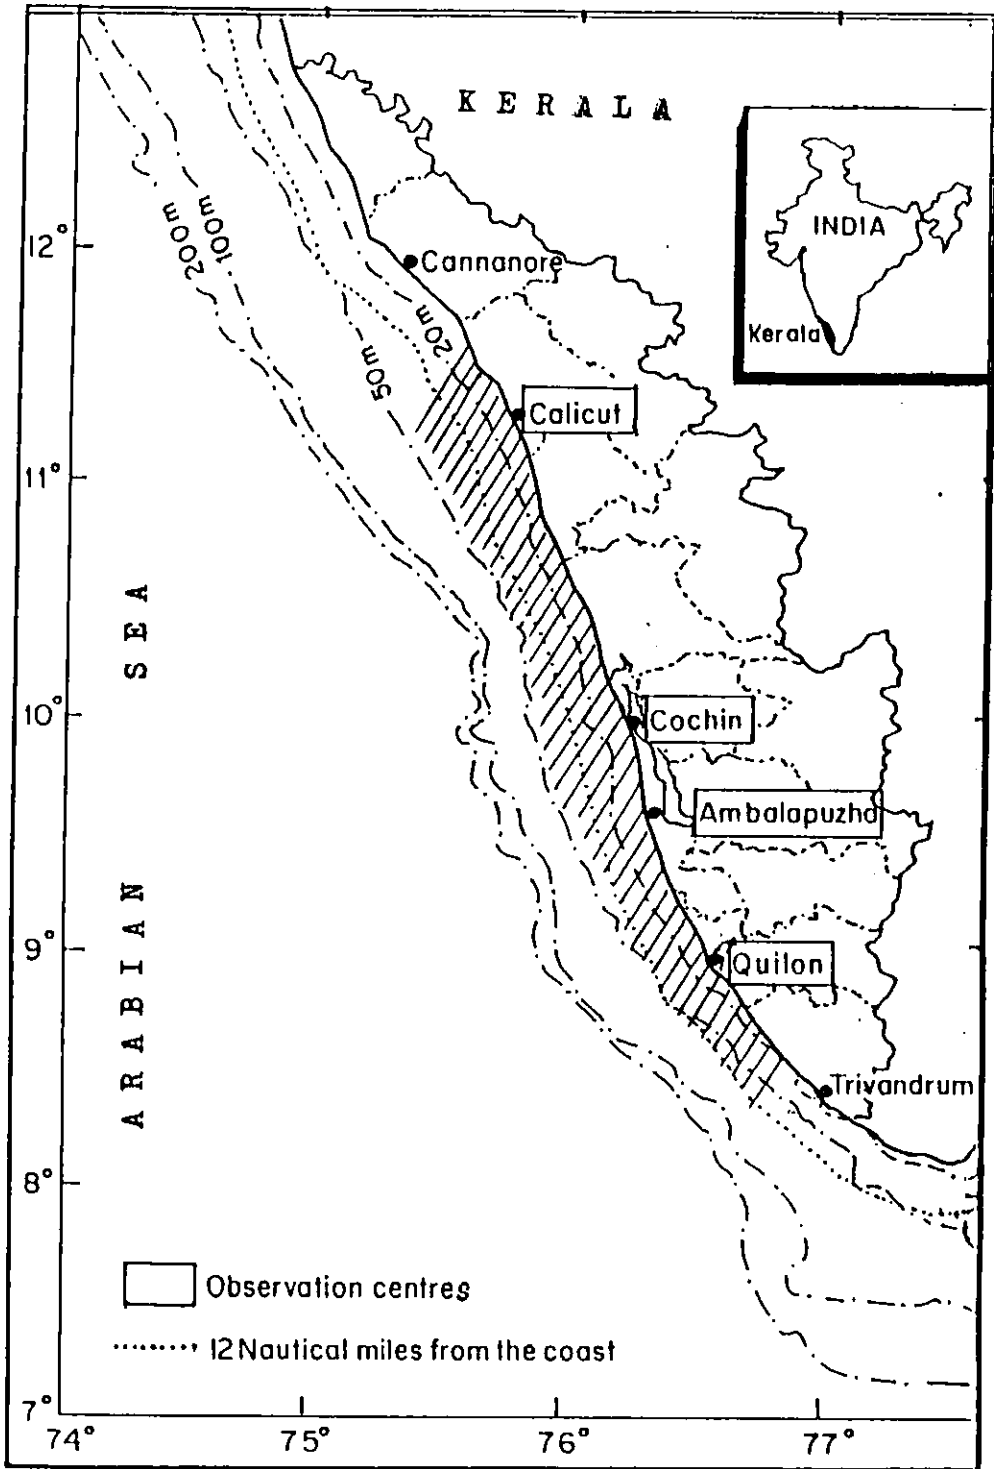 KERALA
INDIA
Kerala
12°
200m
100m
Cannanore
20m
50m
Calicut
11°
ARABIAN SEA
10°
Cochin
Ambalapuzha
9°
Quilon
Trivandrum
8°
Observation centres
12 Nautical miles from the coast
7°
74°
75°
76°
77°